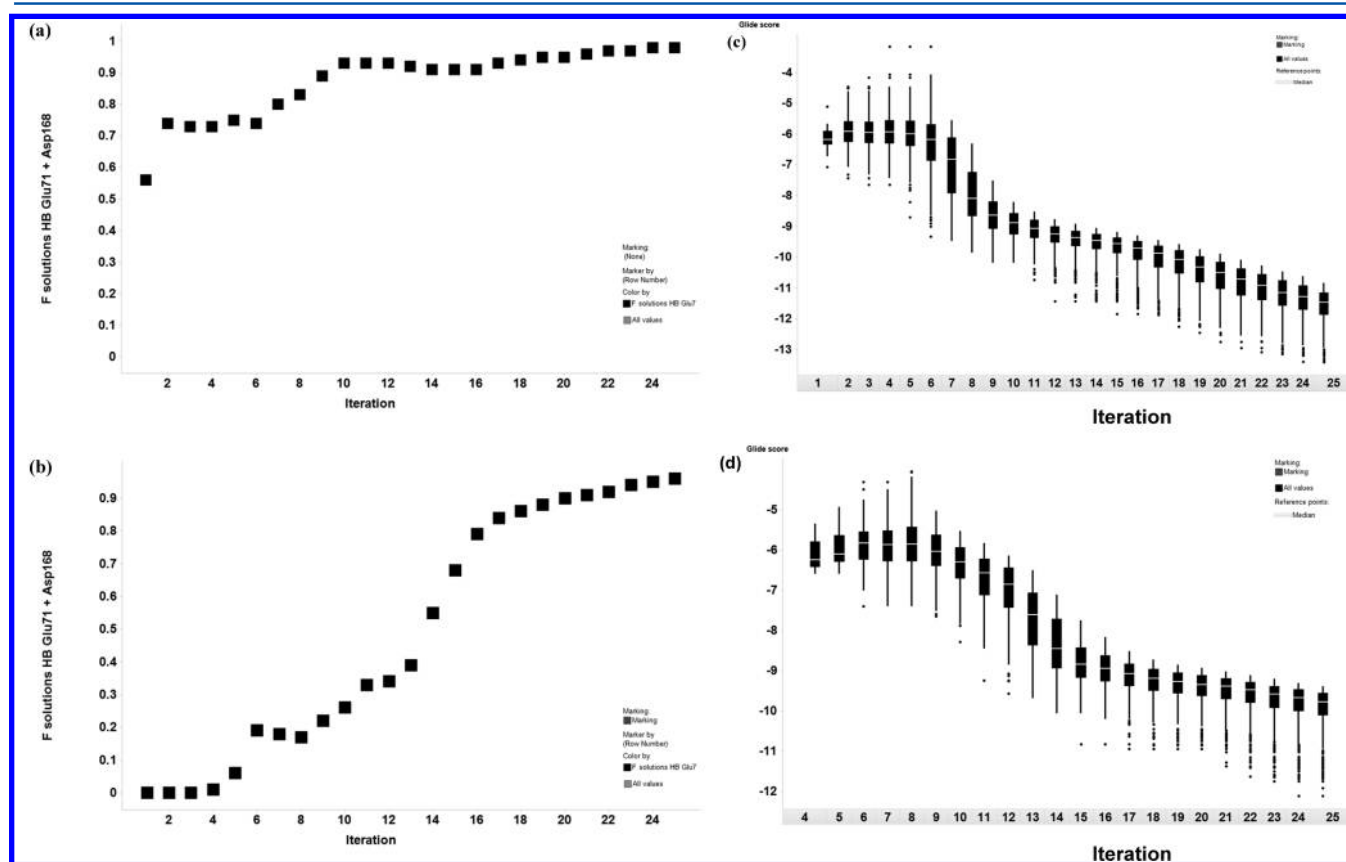 (a)
F solutions HB Glu71 + Asp168
1
0.9
0.8
0.7
0.6
0.5
0.4
0.3
0.2
0.1
0
2 4 6 8 10 12 14 16 18 20 22 24
Iteration
Marking:
(None)
Marker by
(Row Number)
Color by
F solutions HB Glu7
All values
Glide score
(c)
-4
-6
-7
-8
-9
-10
-11
-12
-13
1 2 3 4 5 6 7 8 9 10 11 12 13 14 15 16 17 18 19 20 21 22 23 24 25
Iteration
Marking:
Marking
All values
Reference points
Median
(b)
F solutions HB Glu71 + Asp168
0.9
0.8
0.7
0.6
0.5
0.4
0.3
0.2
0.1
0
2 4 6 8 10 12 14 16 18 20 22 24
Iteration
Marking:
Marking
Marker by
(Row Number)
Color by
F solutions HB Glu7
All values
Glide score
(d)
-5
-6
-7
-8
-9
-10
-11
-12
4 5 6 7 8 9 10 11 12 13 14 15 16 17 18 19 20 21 22 23 24 25
Iteration
Marking:
Marking
All values
Reference points:
Median